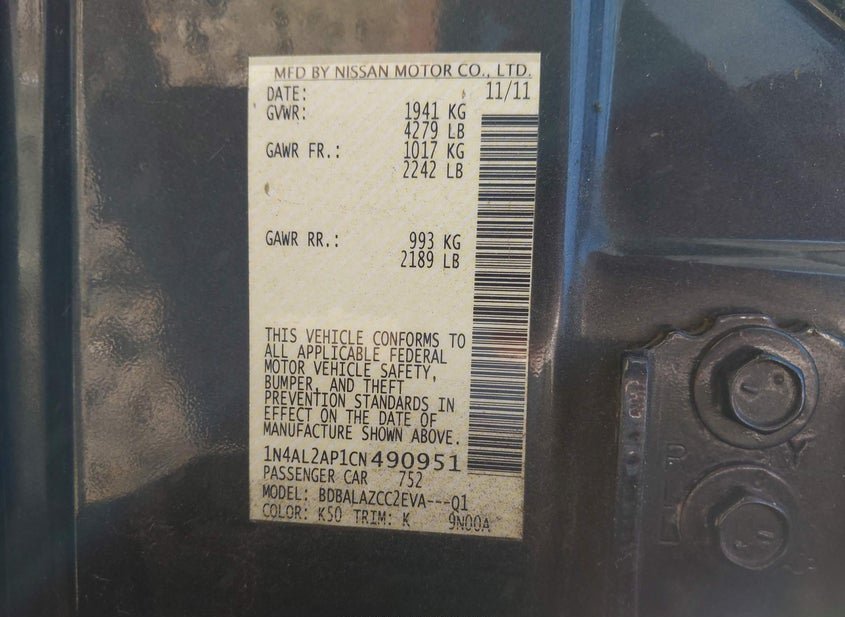 MFD BY NISSAN MOTOR CO., LTD.
DATE: 11/11
GVWR: 1941 KG
4279 LB
GAWR FR.: 1017 KG
2242 LB
GAWR RR.: 993 KG
2189 LB
THIS VEHICLE CONFORMS TO
ALL APPLICABLE FEDERAL
MOTOR VEHICLE SAFETY,
BUMPER, AND THEFT
PREVENTION STANDARDS IN
EFFECT ON THE DATE OF
MANUFACTURE SHOWN ABOVE.
1N4AL2AP1CN490951
PASSENGER CAR 752
MODEL: BDBALAZCC2EVA---Q1
COLOR: K50 TRIM: K 9N00A